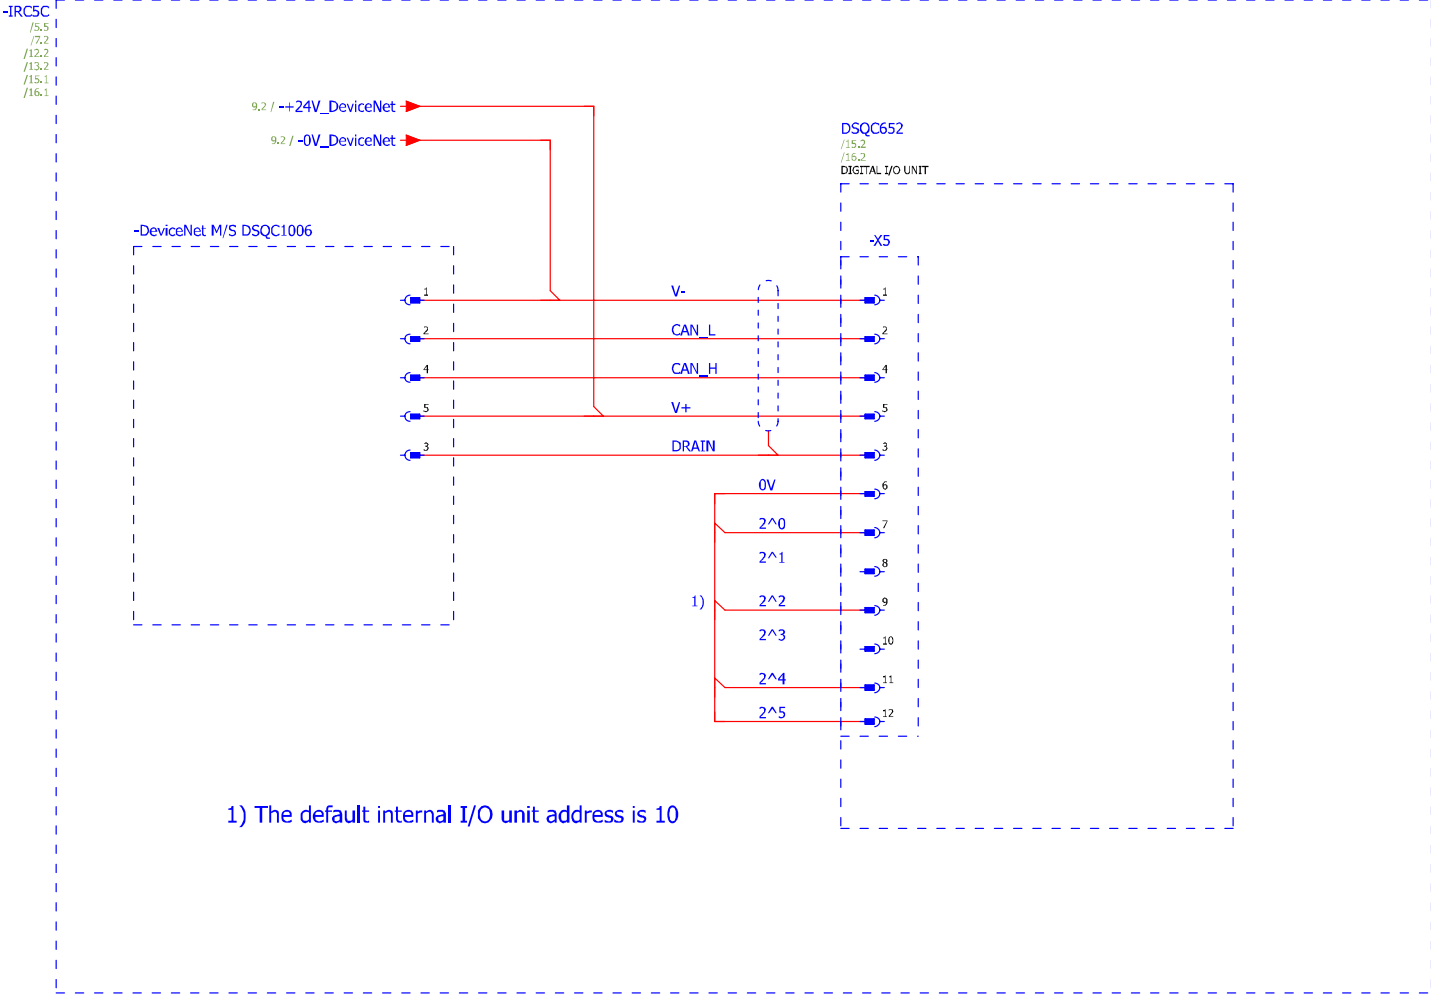 -IRC5C
/5.5
/7.2
/12.2
/13.2
/15.1
/16.1
9.2 / -+24V_DeviceNet
9.2 / -0V_DeviceNet
DSQC652
/15.2
/16.2
DIGITAL I/O UNIT
-DeviceNet M/S DSQC1006
-X5
1 V- 1
2 CAN_L 2
4 CAN_H 4
5 V+ 5
3 DRAIN 3
0V 6
2^0 7
2^1 8
1) 2^2 9
2^3 10
2^4 11
2^5 12
1) The default internal I/O unit address is 10